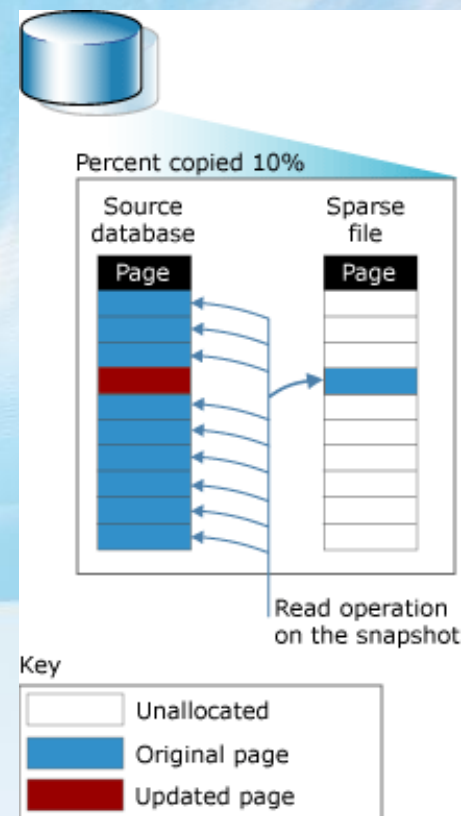 Percent copied 10%
Source
database
Sparse
file
Page
Page
Read operation
on the snapshot
Key
Unallocated
Original page
Updated page